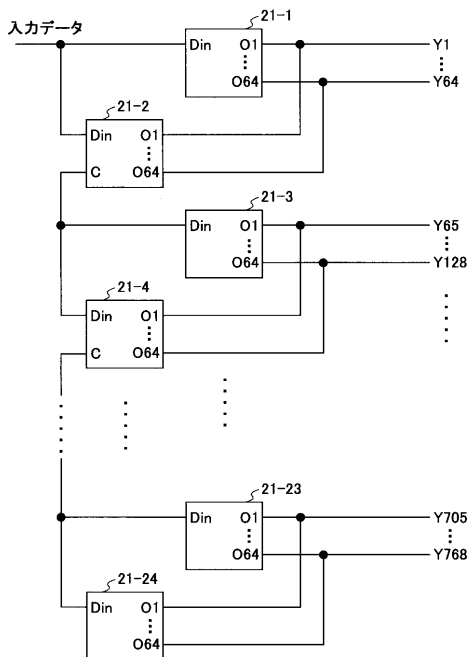 入力データ
21-1
Din O1
O64
Y1
Y64
21-2
Din O1
C O64
21-3
Din O1
O64
Y65
Y128
21-4
Din O1
C O64
21-23
Din O1
O64
Y705
Y768
21-24
Din O1
O64